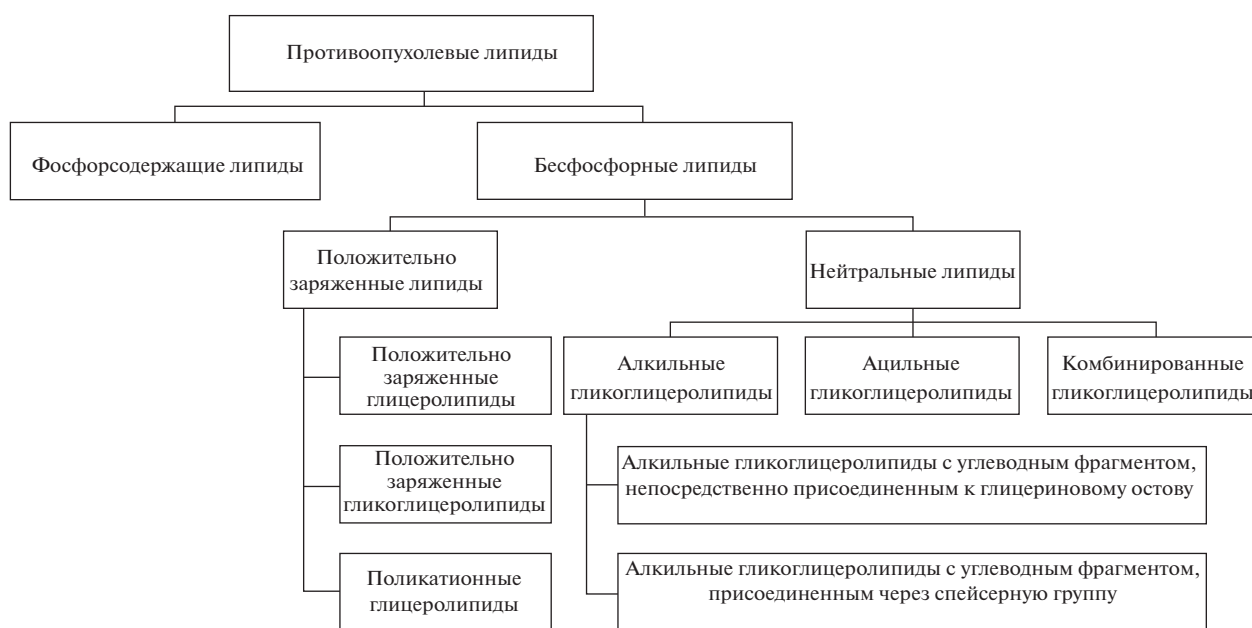 Противоопухолевые липиды
Фосфорсодержащие липиды
Бесфосфорные липиды
Положительно
заряженные липиды
Нейтральные липиды
Положительно
заряженные
глицеролипиды
Алкильные
гликоглицеролипиды
Ацильные
гликоглицеролипиды
Комбинированные
гликоглицеролипиды
Положительно
заряженные
гликоглицеролипиды
Алкильные гликоглицеролипиды с углеводным фрагментом,
непосредственно присоединенным к глицериновому остову
Поликатионные
глицеролипиды
Алкильные гликоглицеролипиды с углеводным фрагментом,
присоединенным через спейсерную группу